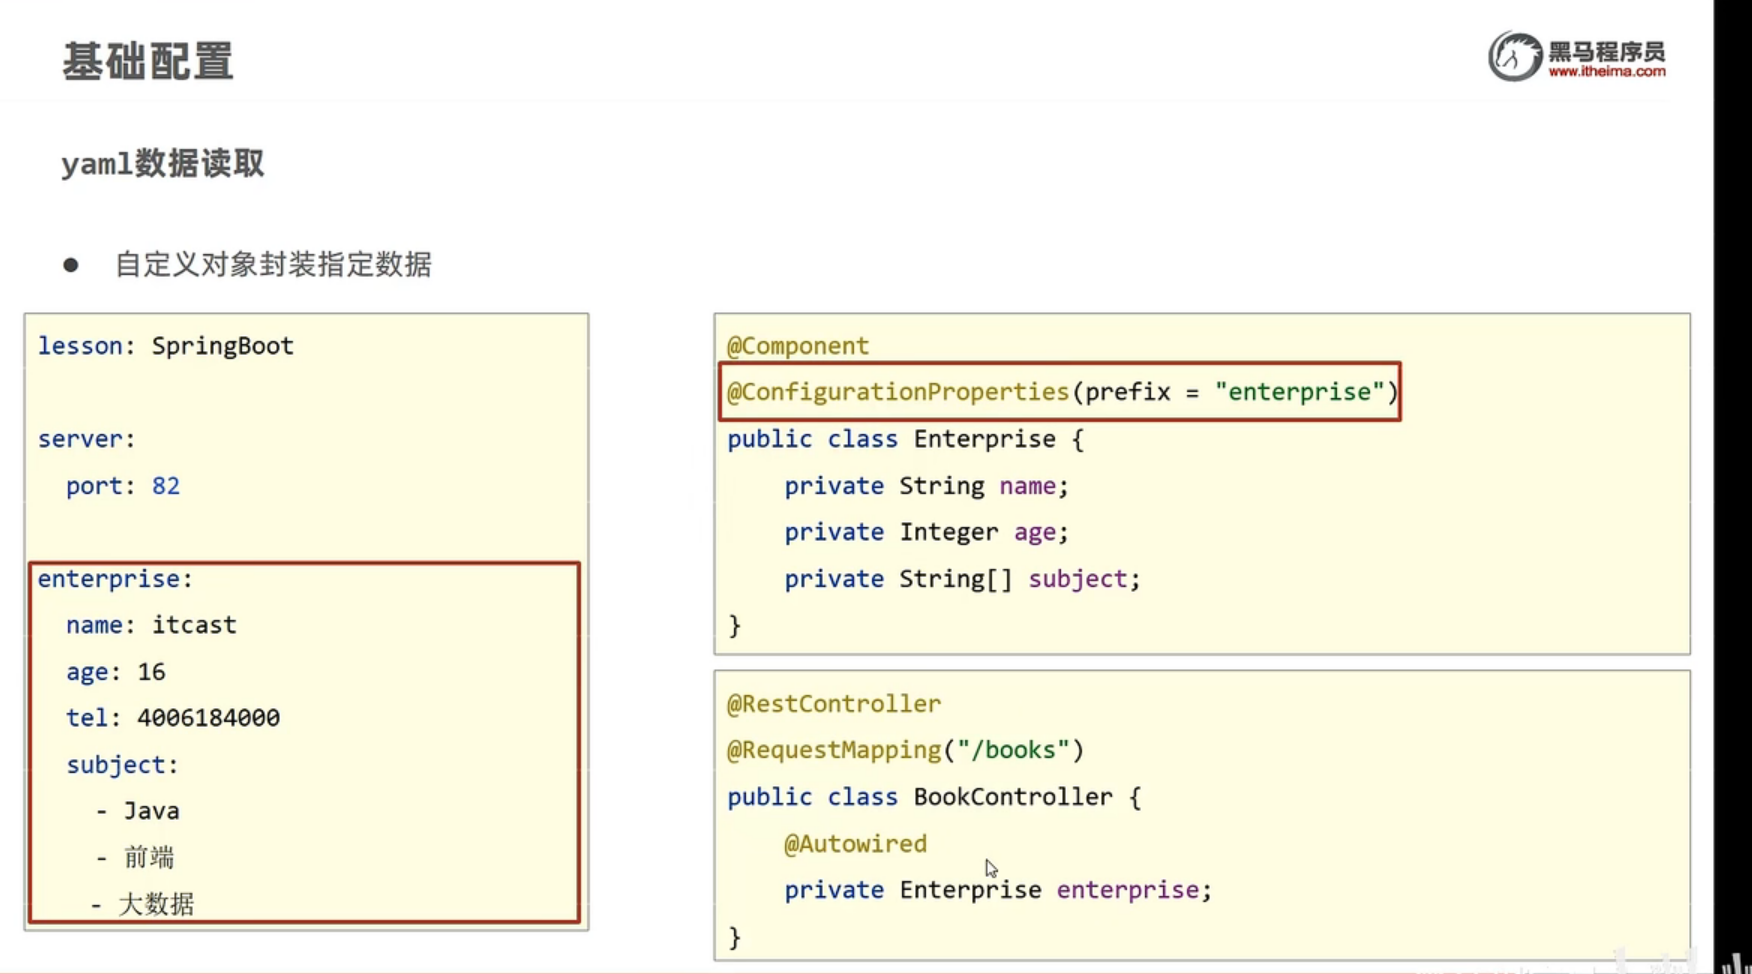 基础配置
黑马程序员
www.itheima.com
yaml数据读取
● 自定义对象封装指定数据
lesson: SpringBoot
server:
  port: 82
enterprise:
  name: itcast
  age: 16
  tel: 4006184000
  subject:
    - Java
    - 前端
    - 大数据
@Component
@ConfigurationProperties(prefix = "enterprise")
public class Enterprise {
    private String name;
    private Integer age;
    private String[] subject;
}
@RestController
@RequestMapping("/books")
public class BookController {
    @Autowired
    private Enterprise enterprise;
}